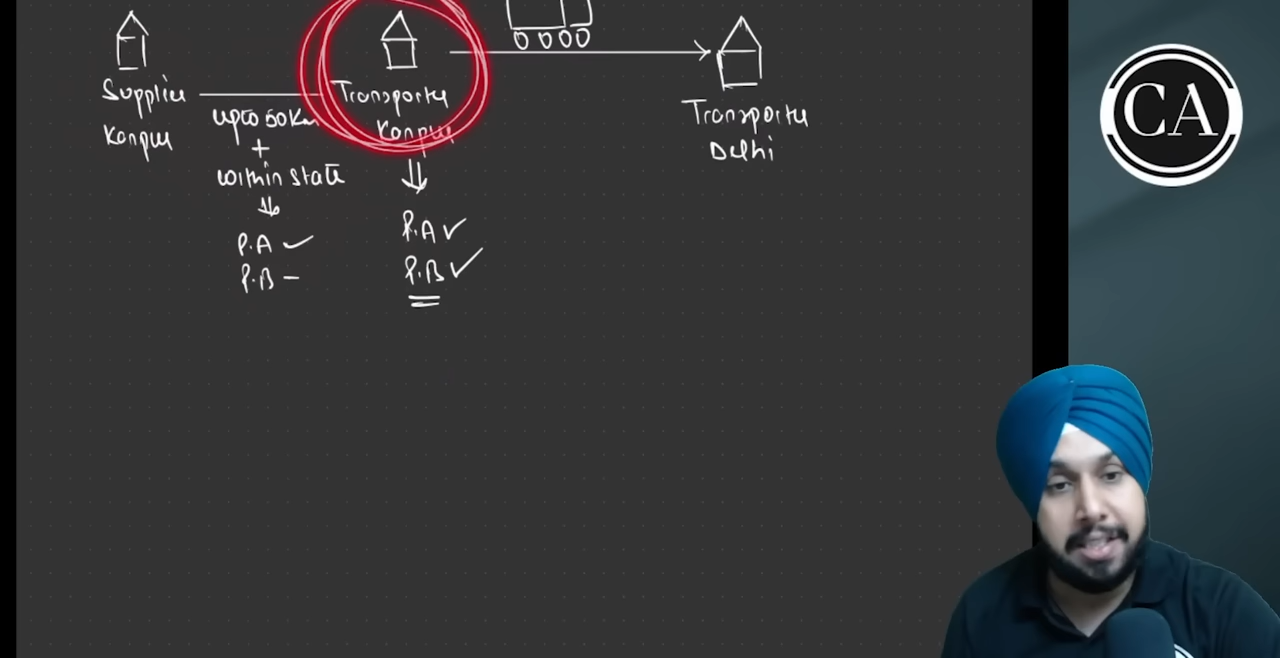 Supplier
Kanpur
upto 50Km
+
within state
P.A ✓
P.B –
Transporter
Kanpur
P.A ✓
P.B ✓
Transporter
Delhi
CA